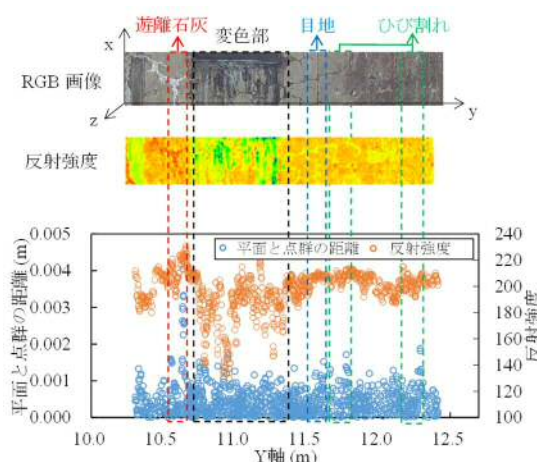 遊離石灰
変色部
目地
ひび割れ
x
RGB 画像
z
y
反射強度
平面と点群の距離 反射強度
平面と点群の距離 (m)
0.005
0.004
0.003
0.002
0.001
0.000
240
220
200
180
160
140
120
100
反射強度
10.0 10.5 11.0 11.5 12.0 12.5
Y軸 (m)